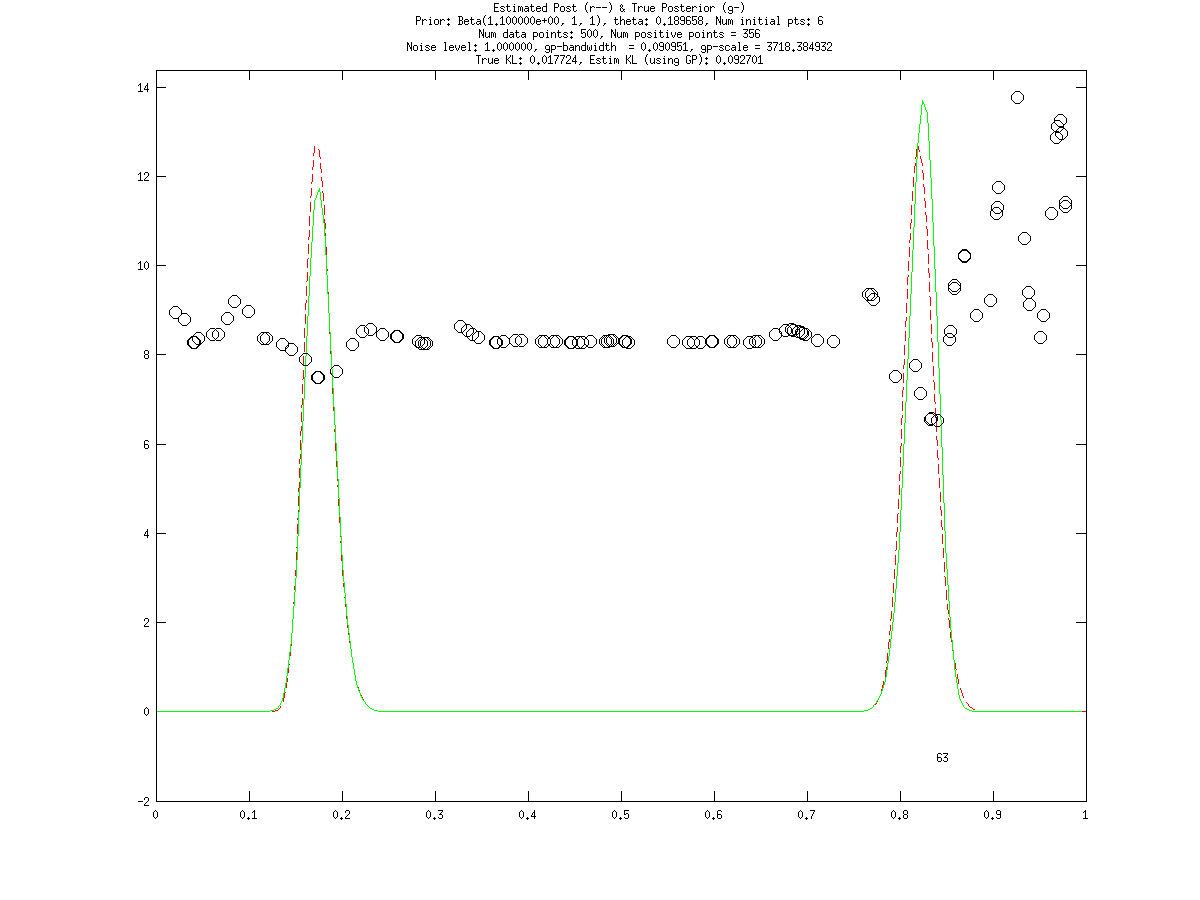 Estimated Post (r--) & True Posterior (g-)
Prior: Beta(1.100000e+00, 1, 1), theta: 0.189658, Num initial pts: 6
Num data points: 500, Num positive points = 356
Noise level: 1.000000, gp-bandwidth  = 0.090951, gp-scale = 3718.384932
True KL: 0.017724, Estim KL (using GP): 0.092701
14
12
10
8
6
4
2
0
-2
63
0 0.1 0.2 0.3 0.4 0.5 0.6 0.7 0.8 0.9 1